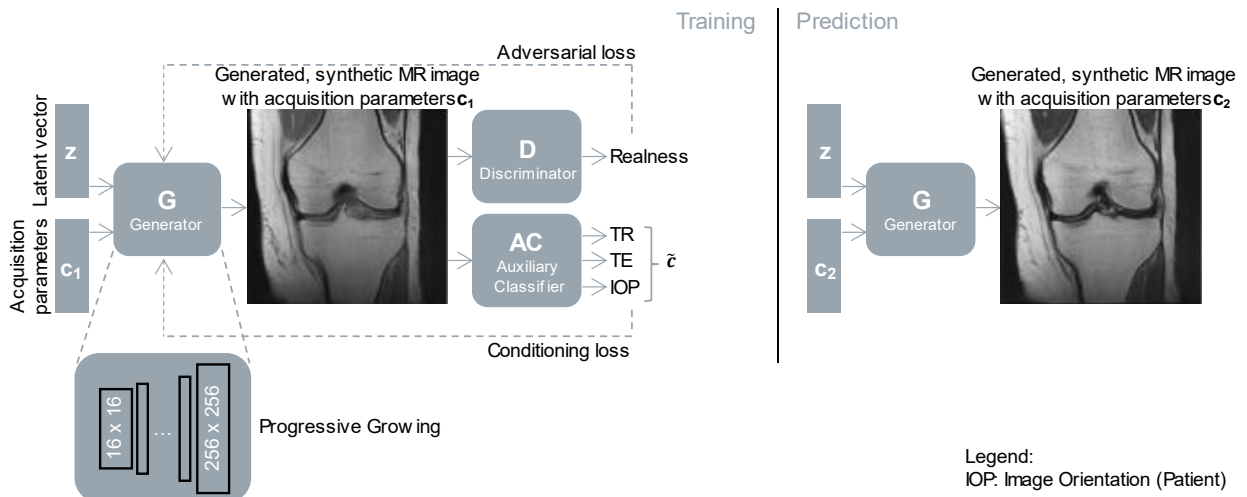 Training
Prediction
Adversarial loss
Generated, synthetic MR image
with acquisition parameters c₁
Latent vector
z
Acquisition
parameters
c₁
G
Generator
D
Discriminator
Realness
AC
Auxiliary
Classifier
TR
TE
IOP
c̃
Conditioning loss
16 x 16
...
256 x 256
Progressive Growing
Generated, synthetic MR image
with acquisition parameters c₂
z
c₂
G
Generator
Legend:
IOP: Image Orientation (Patient)